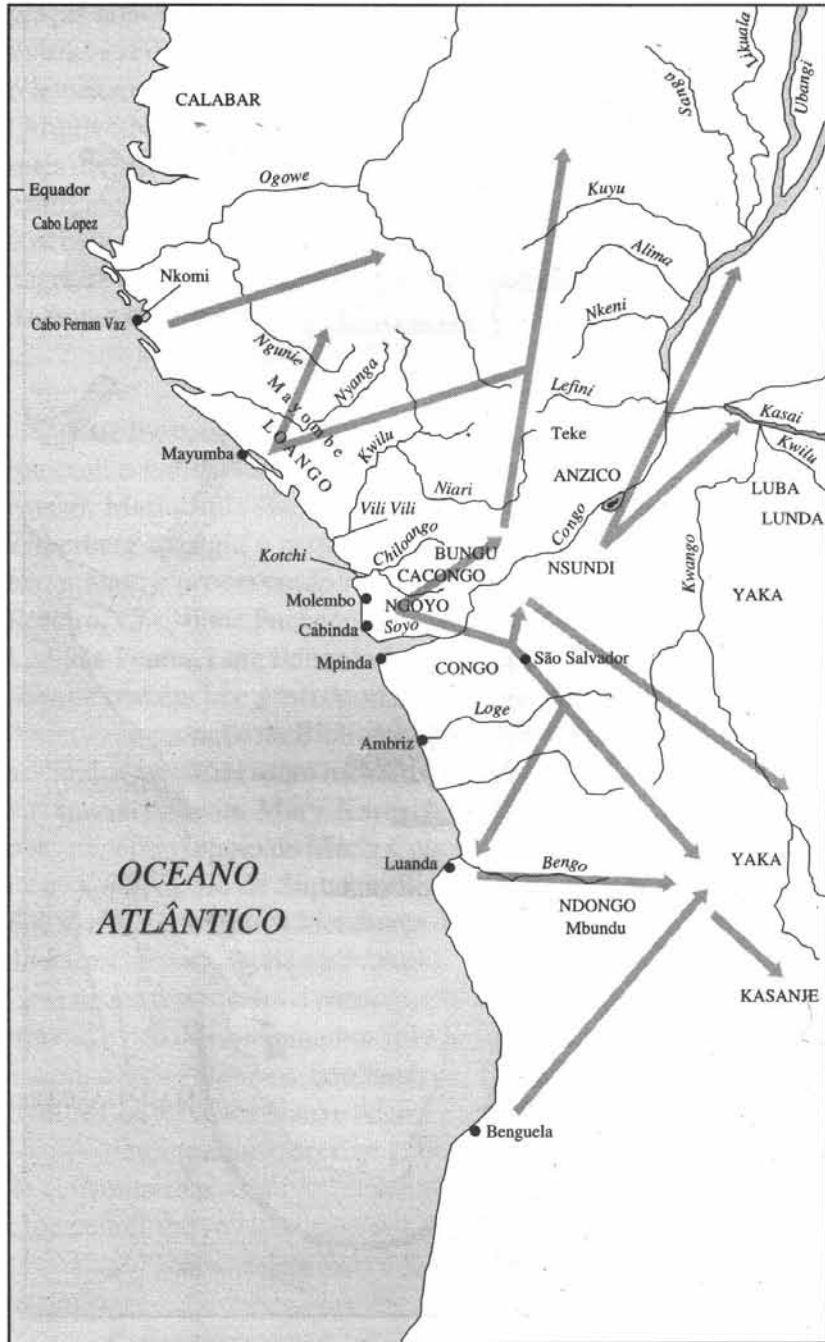 CALABAR
Sanga
Likuala
Ubangi
Equador
Ogowe
Kuyu
Cabo Lopez
Alima
Nkomi
Nkeni
Cabo Fernan Vaz
Ngunie
Nyanga
Mayombe
Lefini
Kasai
LOANGO
Kwilu
Teke
Kwilu
Mayumba
ANZICO
LUBA
Niari
LUNDA
Vili Vili
Congo
Chiloango
BUNGU
Kwango
Kotchi
CACONGO
NSUNDI
Molembo
NGOYO
YAKA
Cabinda
Soyo
Mpinda
CONGO
São Salvador
Loge
Ambriz
OCEANO
ATLÂNTICO
Luanda
Bengo
YAKA
NDONGO
Mbundu
KASANJE
Benguela